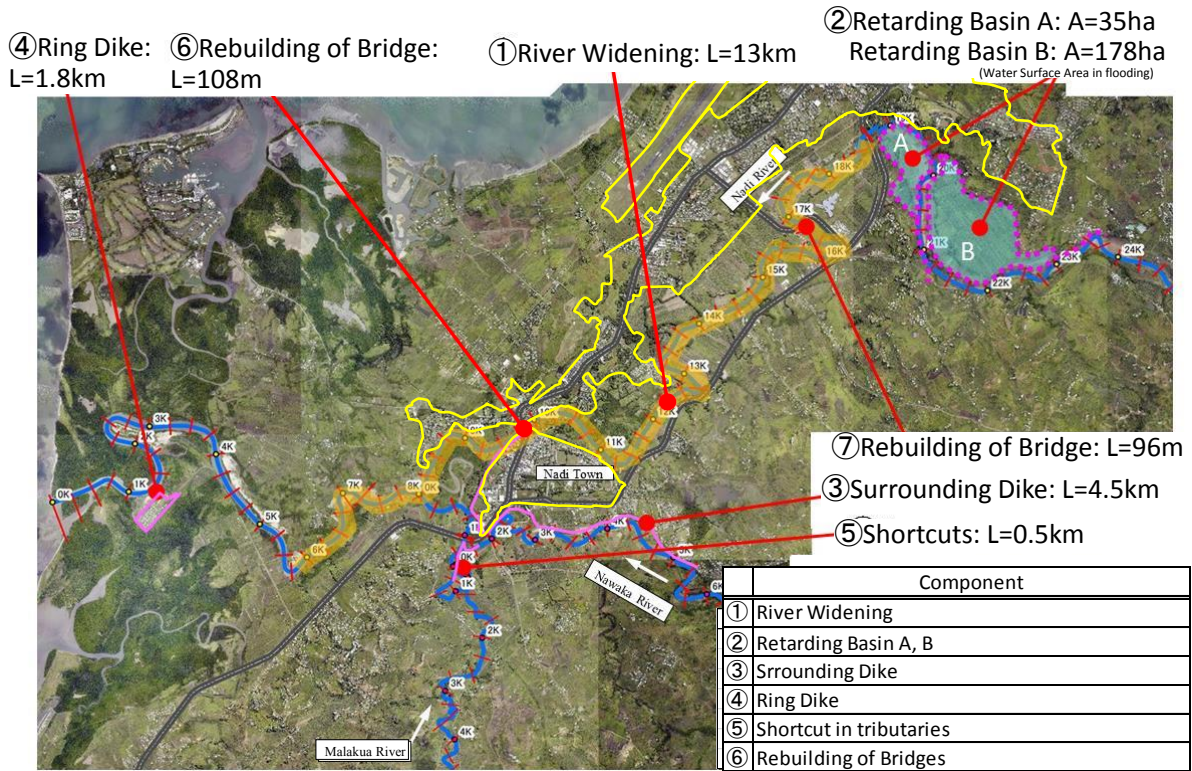 ④Ring Dike:
L=1.8km
⑥Rebuilding of Bridge:
L=108m
①River Widening: L=13km
②Retarding Basin A: A=35ha
Retarding Basin B: A=178ha
(Water Surface Area in flooding)
A
B
Nadi River
18K
17K
16K
15K
14K
13K
12K
11K
20K
22K
23K
24K
Nadi Town
⑦Rebuilding of Bridge: L=96m
③Surrounding Dike: L=4.5km
⑤Shortcuts: L=0.5km
0K
1K
3K
4K
5K
6K
7K
8K
0K
2K
3K
4K
6K
0K
1K
2K
3K
4K
Nawaka River
Malakua River
Component
① River Widening
② Retarding Basin A, B
③ Srrounding Dike
④ Ring Dike
⑤ Shortcut in tributaries
⑥ Rebuilding of Bridges